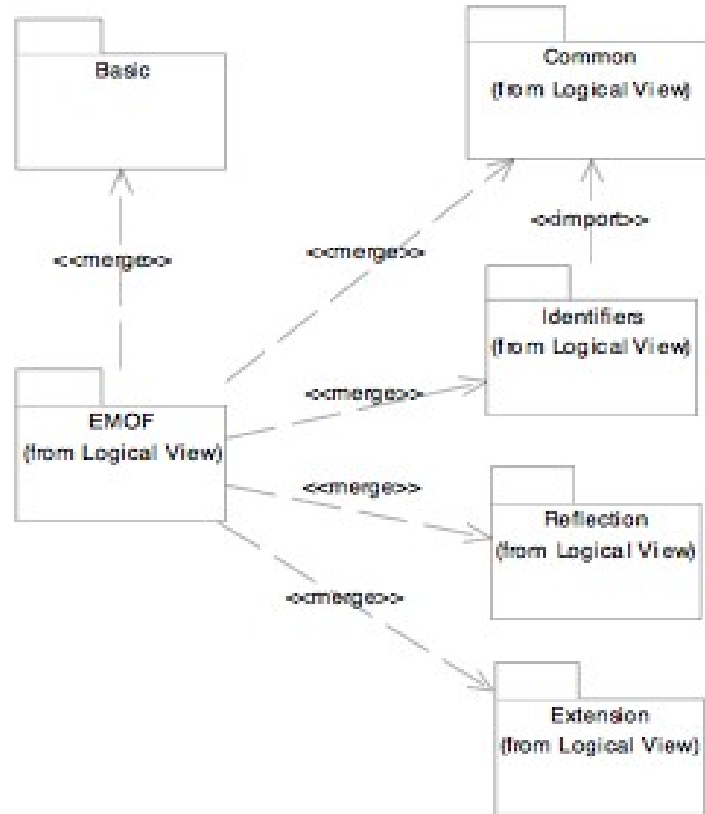 Basic
Common
(from Logical View)
<<import>>
<<merge>>
<<merge>>
Identifiers
(from Logical View)
<<merge>>
EMOF
(from Logical View)
<<merge>>
Reflection
(from Logical View)
<<merge>>
Extension
(from Logical View)